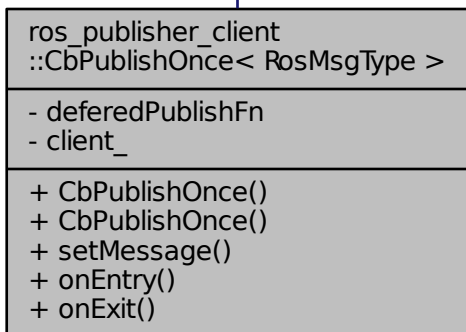 ros_publisher_client
::CbPublishOnce< RosMsgType >
- deferedPublishFn
- client_
+ CbPublishOnce()
+ CbPublishOnce()
+ setMessage()
+ onEntry()
+ onExit()